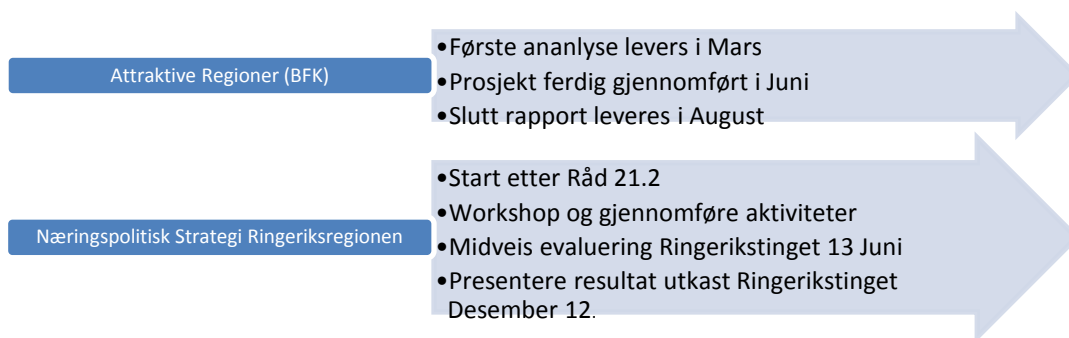 Attraktive Regioner (BFK)
•Første ananlyse levers i Mars
•Prosjekt ferdig gjennomført i Juni
•Slutt rapport leveres i August
Næringspolitisk Strategi Ringeriksregionen
•Start etter Råd 21.2
•Workshop og gjennomføre aktiviteter
•Midveis evaluering Ringerikstinget 13 Juni
•Presentere resultat utkast Ringerikstinget
Desember 12.